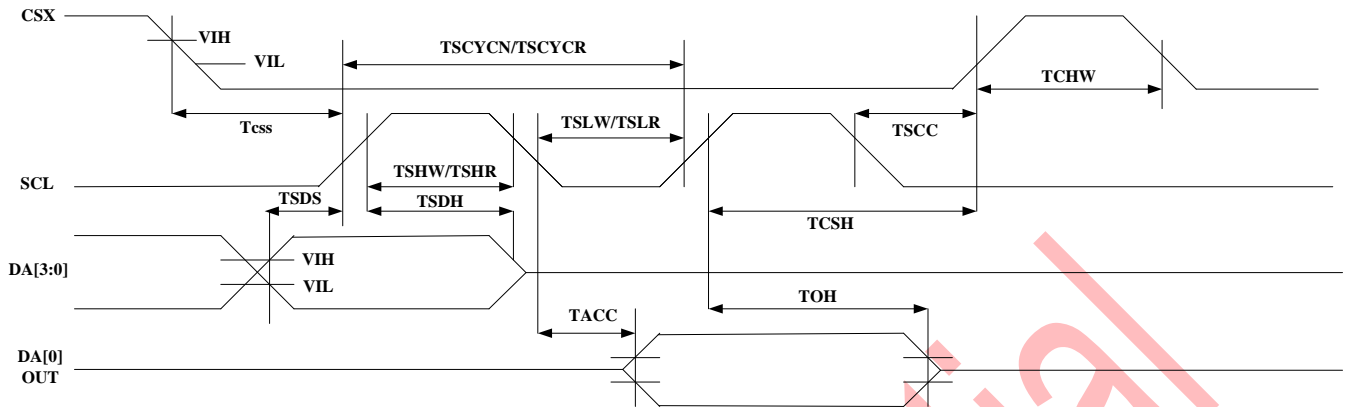 CSX
VIH
VIL
TSCYCN/TSCYCR
TCHW
Tcss
TSLW/TSLR
TSCC
SCL
TSHW/TSHR
TSDS
TSDH
TCSH
DA[3:0]
VIH
VIL
TACC
TOH
DA[0]
OUT